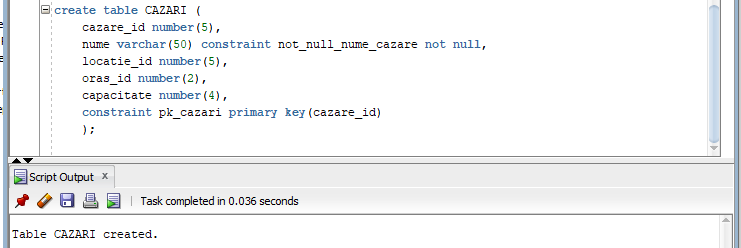 create table CAZARI (
cazare_id number(5),
nume varchar(50) constraint not_null_nume_cazare not null,
locatie_id number(5),
oras_id number(2),
capacitate number(4),
constraint pk_cazari primary key(cazare_id)
);
Script Output x
Task completed in 0.036 seconds
Table CAZARI created.